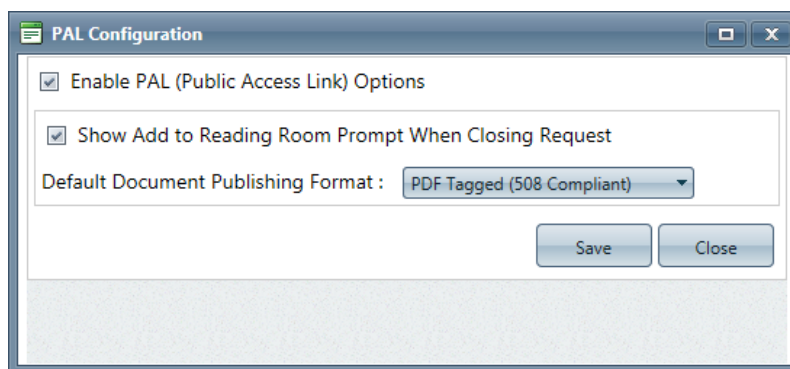 PAL Configuration
Enable PAL (Public Access Link) Options
Show Add to Reading Room Prompt When Closing Request
Default Document Publishing Format : PDF Tagged (508 Compliant)
Save Close